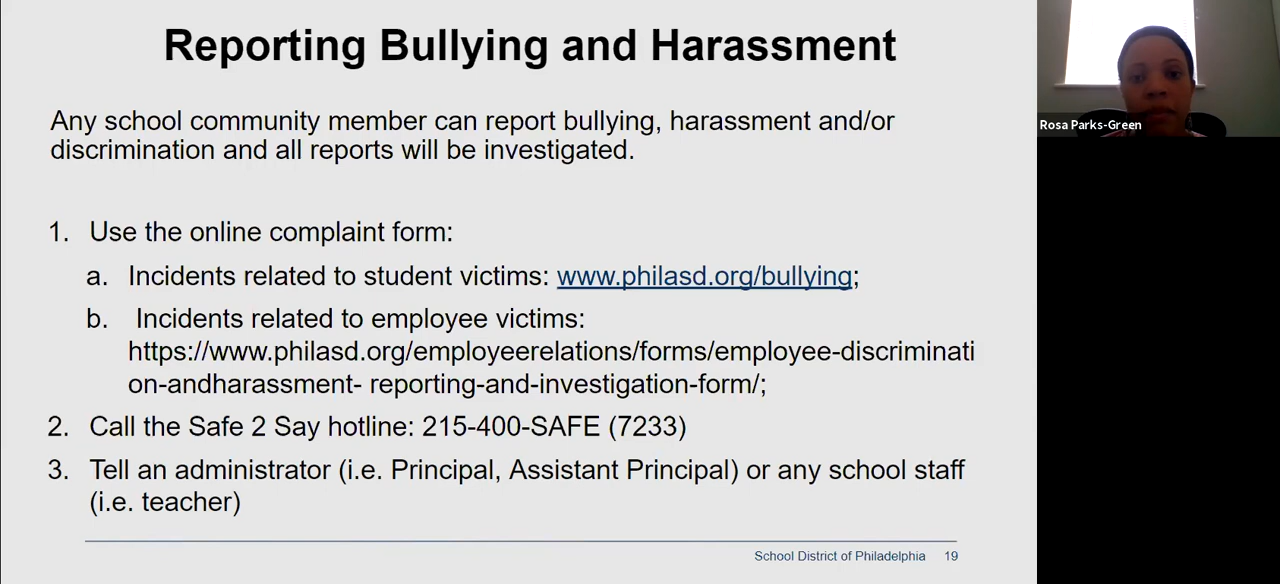 Reporting Bullying and Harassment
Any school community member can report bullying, harassment and/or
discrimination and all reports will be investigated.
1. Use the online complaint form:
a. Incidents related to student victims: www.philasd.org/bullying;
b. Incidents related to employee victims:
https://www.philasd.org/employeerelations/forms/employee-discriminati
on-andharassment- reporting-and-investigation-form/;
2. Call the Safe 2 Say hotline: 215-400-SAFE (7233)
3. Tell an administrator (i.e. Principal, Assistant Principal) or any school staff
(i.e. teacher)
School District of Philadelphia 19
Rosa Parks-Green